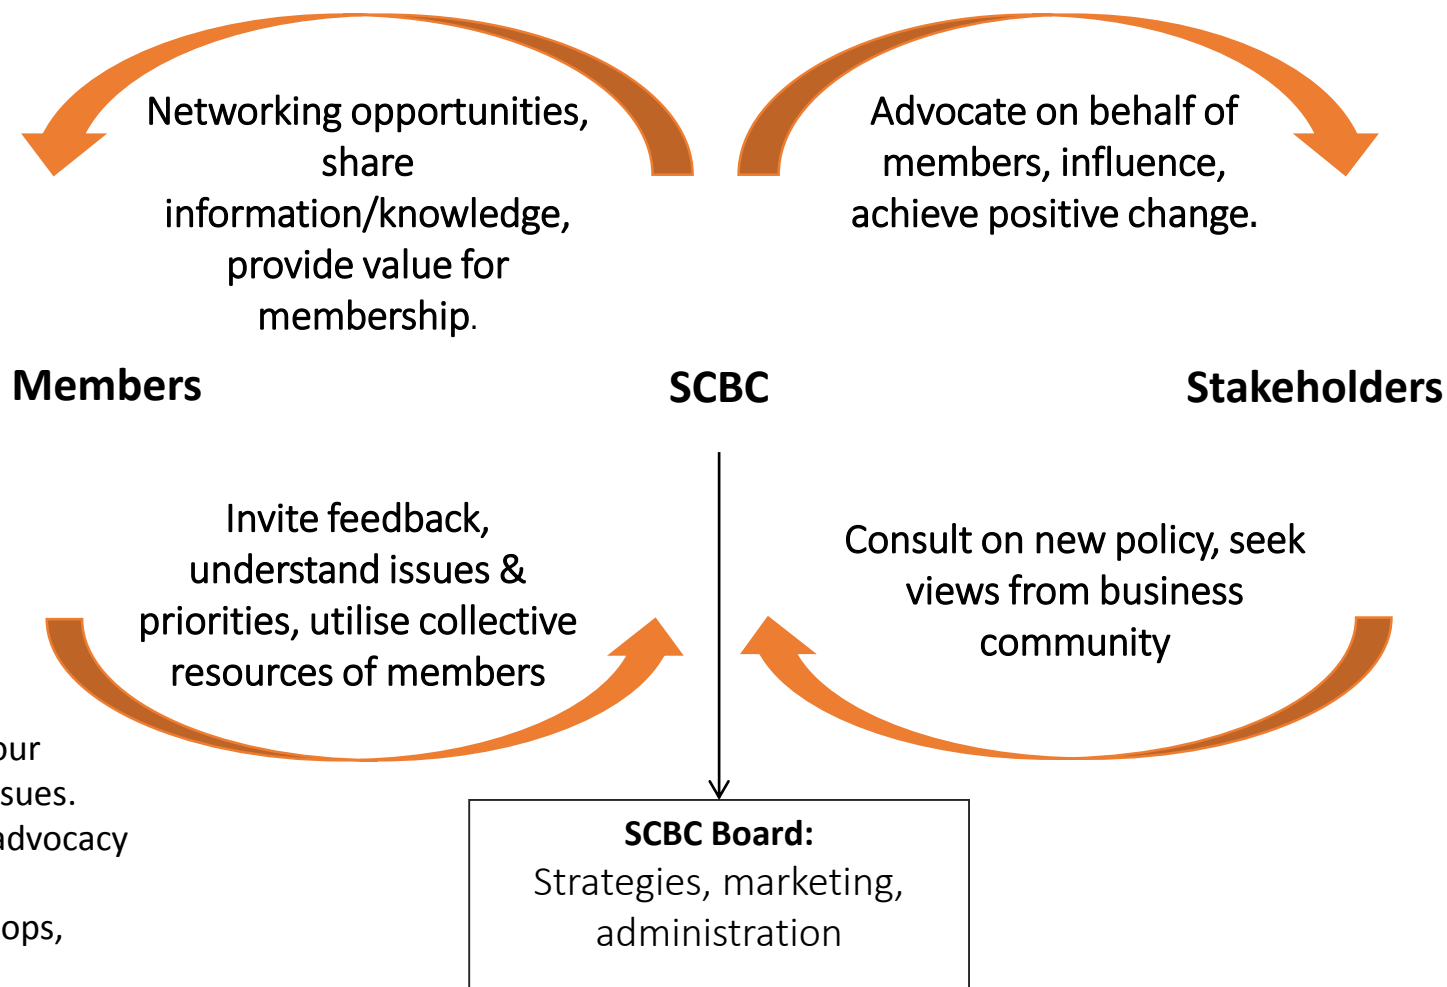 Networking opportunities,
share
information/knowledge,
provide value for
membership.
Advocate on behalf of
members, influence,
achieve positive change.
Members
SCBC
Stakeholders
Invite feedback,
understand issues &
priorities, utilise collective
resources of members
Consult on new policy, seek
views from business
community
advocacy
SCBC Board:
Strategies, marketing,
administration